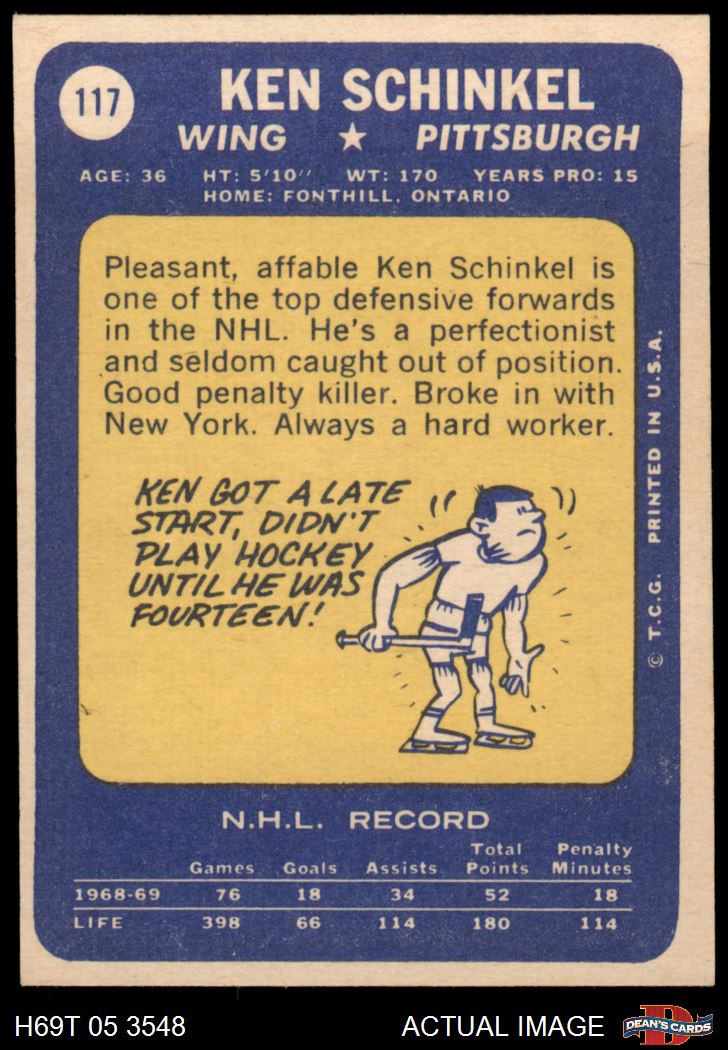 117
KEN SCHINKEL
WING ★ PITTSBURGH
AGE: 36 HT: 5'10" WT: 170 YEARS PRO: 15
HOME: FONTHILL, ONTARIO
Pleasant, affable Ken Schinkel is
one of the top defensive forwards
in the NHL. He's a perfectionist
and seldom caught out of position.
Good penalty killer. Broke in with
New York. Always a hard worker.
KEN GOT A LATE
START, DIDN'T
PLAY HOCKEY
UNTIL HE WAS
FOURTEEN!
© T.C.G. PRINTED IN U.S.A.
N.H.L. RECORD
Games Goals Assists Total Points Penalty Minutes
1968-69 76 18 34 52 18
LIFE 398 66 114 180 114
H69T 05 3548 ACTUAL IMAGE
D
DEAN'S CARDS